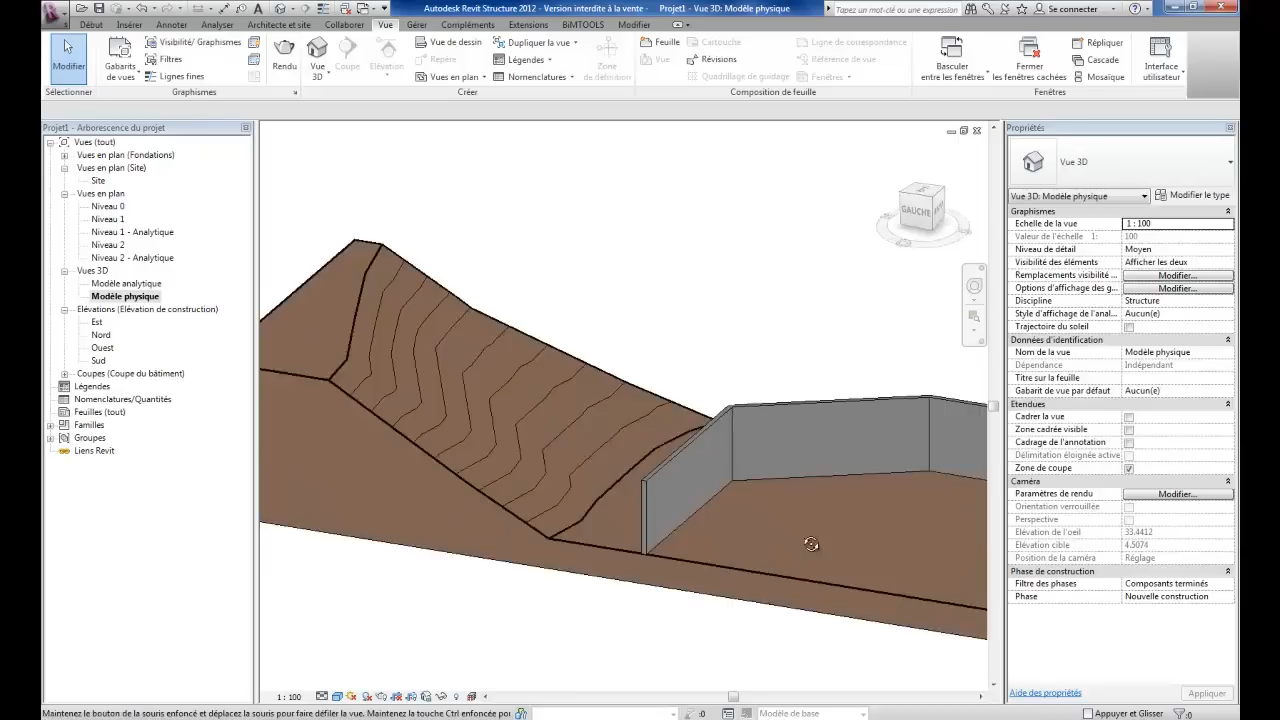 Autodesk Revit Structure 2012 - Version interdite à la vente - Projet1 - Vue 3D: Modèle physique
Tapez un mot-clé ou une expression
Se connecter
Début Insérer Annoter Analyser Architecte et site Collaborer Vue Gérer Compléments Extensions BiMTOOLS Modifier
Modifier
Gabarits de vues
Visibilité/ Graphismes
Filtres
Lignes fines
Rendu
Vue 3D
Coupe
Elévation
Vue de dessin
Repère
Vues en plan
Dupliquer la vue
Légendes
Nomenclatures
Zone de définition
Feuille
Vue
Cartouche
Révisions
Quadrillage de guidage
Ligne de correspondance
Référence de vue
Fenêtres
Basculer entre les fenêtres
Fermer les fenêtres cachées
Répliquer
Cascade
Mosaïque
Interface utilisateur
Sélectionner Graphismes Créer Composition de feuille Fenêtres
Projet1 - Arborescence du projet
Vues (tout)
Vues en plan (Fondations)
Vues en plan (Site)
Site
Vues en plan
Niveau 0
Niveau 1
Niveau 1 - Analytique
Niveau 2
Niveau 2 - Analytique
Vues 3D
Modèle analytique
Modèle physique
Elévations (Elévation de construction)
Est
Nord
Ouest
Sud
Coupes (Coupe du bâtiment)
Légendes
Nomenclatures/Quantités
Feuilles (tout)
Familles
Groupes
Liens Revit
GAUCHE
Propriétés
Vue 3D
Vue 3D: Modèle physique Modifier le type
Graphismes
Echelle de la vue 1 : 100
Valeur de l'échelle 1: 100
Niveau de détail Moyen
Visibilité des éléments Afficher les deux
Remplacements visibilité ... Modifier...
Options d'affichage des g... Modifier...
Discipline Structure
Style d'affichage de l'anal... Aucun(e)
Trajectoire du soleil
Données d'identification
Nom de la vue Modèle physique
Dépendance Indépendant
Titre sur la feuille
Gabarit de vue par défaut Aucun(e)
Etendues
Cadrer la vue
Zone cadrée visible
Cadrage de l'annotation
Délimitation éloignée active
Zone de coupe
Caméra
Paramètres de rendu Modifier...
Orientation verrouillée
Perspective
Elévation de l'oeil 33.4412
Elévation cible 4.5074
Position de la caméra Réglage
Phase de construction
Filtre des phases Composants terminés
Phase Nouvelle construction
Aide des propriétés Appliquer
1 : 100
Maintenez le bouton de la souris enfoncé et déplacez la souris pour faire défiler la vue. Maintenez la touche Ctrl enfoncée po
:0
Modèle de base
Appuyer et Glisser
:0